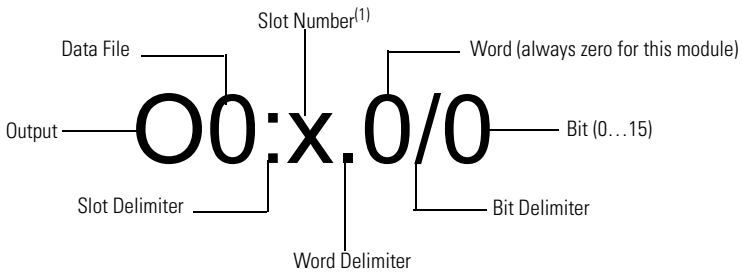 Slot Number(1)
Data File
Word (always zero for this module)
Output
O0:x.0/0
Bit (0...15)
Slot Delimiter
Bit Delimiter
Word Delimiter